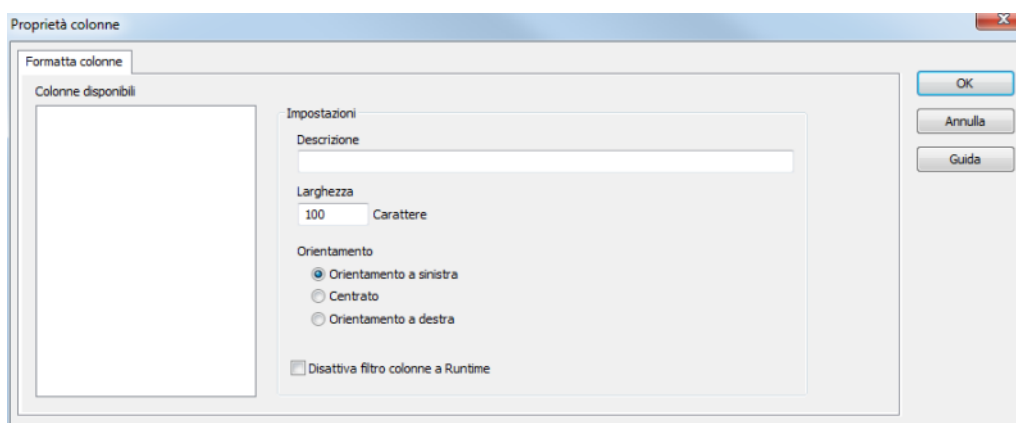 Proprietà colonne
Formatta colonne
Colonne disponibili
Impostazioni
Descrizione
Larghezza
100 Carattere
Orientamento
Orientamento a sinistra
Centrato
Orientamento a destra
Disattiva filtro colonne a Runtime
OK
Annulla
Guida